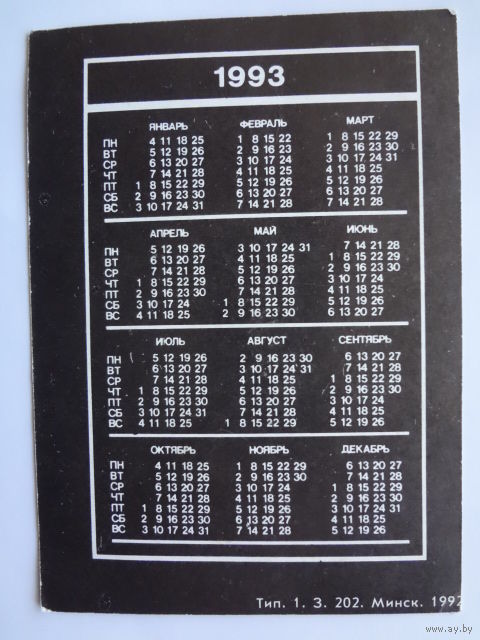 1993
ЯНВАРЬ ФЕВРАЛЬ МАРТ
ПН 4 11 18 25 1 8 15 22 1 8 15 22 29
ВТ 5 12 19 26 2 9 16 23 2 9 16 23 30
СР 6 13 20 27 3 10 17 24 3 10 17 24 31
ЧТ 7 14 21 28 4 11 18 25 4 11 18 25
ПТ 1 8 15 22 29 5 12 19 26 5 12 19 26
СБ 2 9 16 23 30 6 13 20 27 6 13 20 27
ВС 3 10 17 24 31 7 14 21 28 7 14 21 28
АПРЕЛЬ МАЙ ИЮНЬ
ПН 5 12 19 26 3 10 17 24 31 7 14 21 28
ВТ 6 13 20 27 4 11 18 25 1 8 15 22 29
СР 7 14 21 28 5 12 19 26 2 9 16 23 30
ЧТ 1 8 15 22 29 6 13 20 27 3 10 17 24
ПТ 2 9 16 23 30 7 14 21 28 4 11 18 25
СБ 3 10 17 24 1 8 15 22 29 5 12 19 26
ВС 4 11 18 25 2 9 16 23 30 6 13 20 27
ИЮЛЬ АВГУСТ СЕНТЯБРЬ
ПН 5 12 19 26 2 9 16 23 30 6 13 20 27
ВТ 6 13 20 27 3 10 17 24 31 7 14 21 28
СР 7 14 21 28 4 11 18 25 1 8 15 22 29
ЧТ 1 8 15 22 29 5 12 19 26 2 9 16 23 30
ПТ 2 9 16 23 30 6 13 20 27 3 10 17 24
СБ 3 10 17 24 31 7 14 21 28 4 11 18 25
ВС 4 11 18 25 1 8 15 22 29 5 12 19 26
ОКТЯБРЬ НОЯБРЬ ДЕКАБРЬ
ПН 4 11 18 25 1 8 15 22 29 6 13 20 27
ВТ 5 12 19 26 2 9 16 23 30 7 14 21 28
СР 6 13 20 27 3 10 17 24 1 8 15 22 29
ЧТ 7 14 21 28 4 11 18 25 2 9 16 23 30
ПТ 1 8 15 22 29 5 12 19 26 3 10 17 24 31
СБ 2 9 16 23 30 6 13 20 27 4 11 18 25
ВС 3 10 17 24 31 7 14 21 28 5 12 19 26
Тип. 1. З. 202. Минск. 1992
www.ay.by